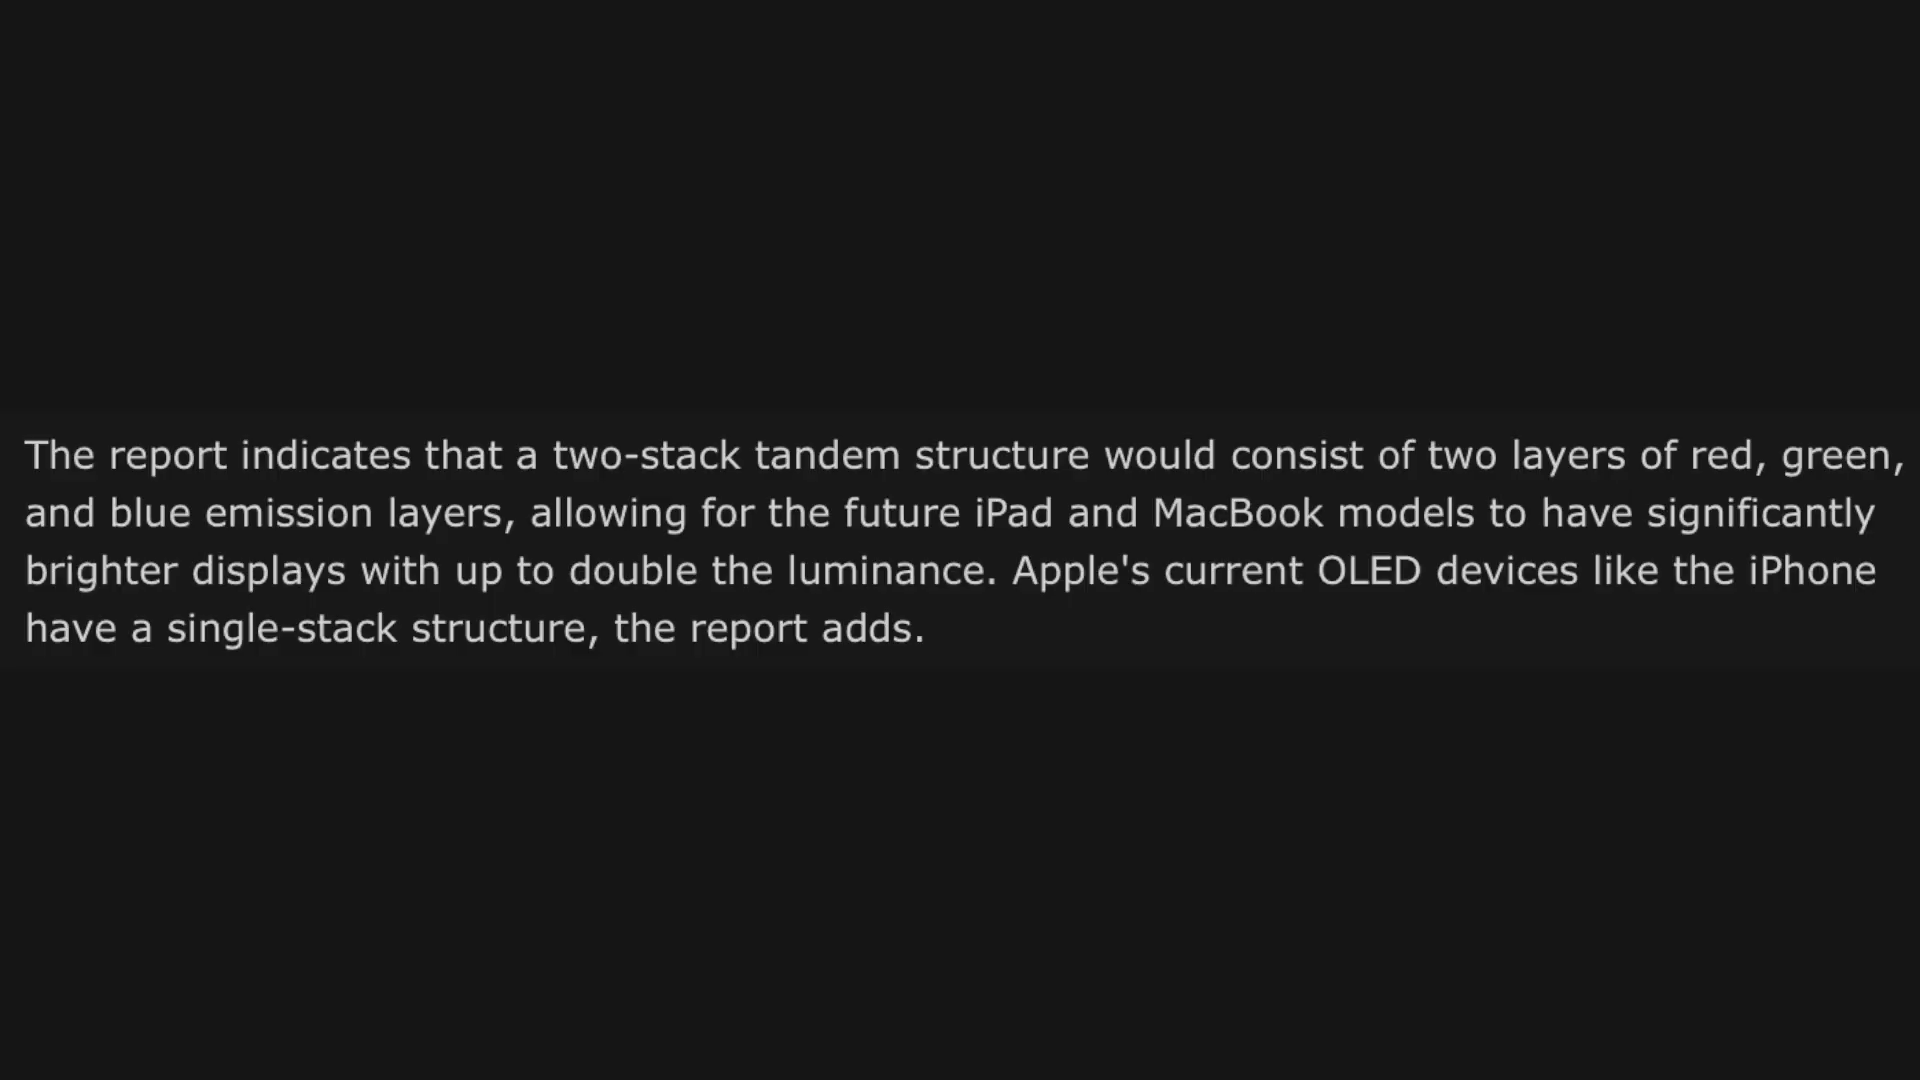 The report indicates that a two-stack tandem structure would consist of two layers of red, green,
and blue emission layers, allowing for the future iPad and MacBook models to have significantly
brighter displays with up to double the luminance. Apple's current OLED devices like the iPhone
have a single-stack structure, the report adds.